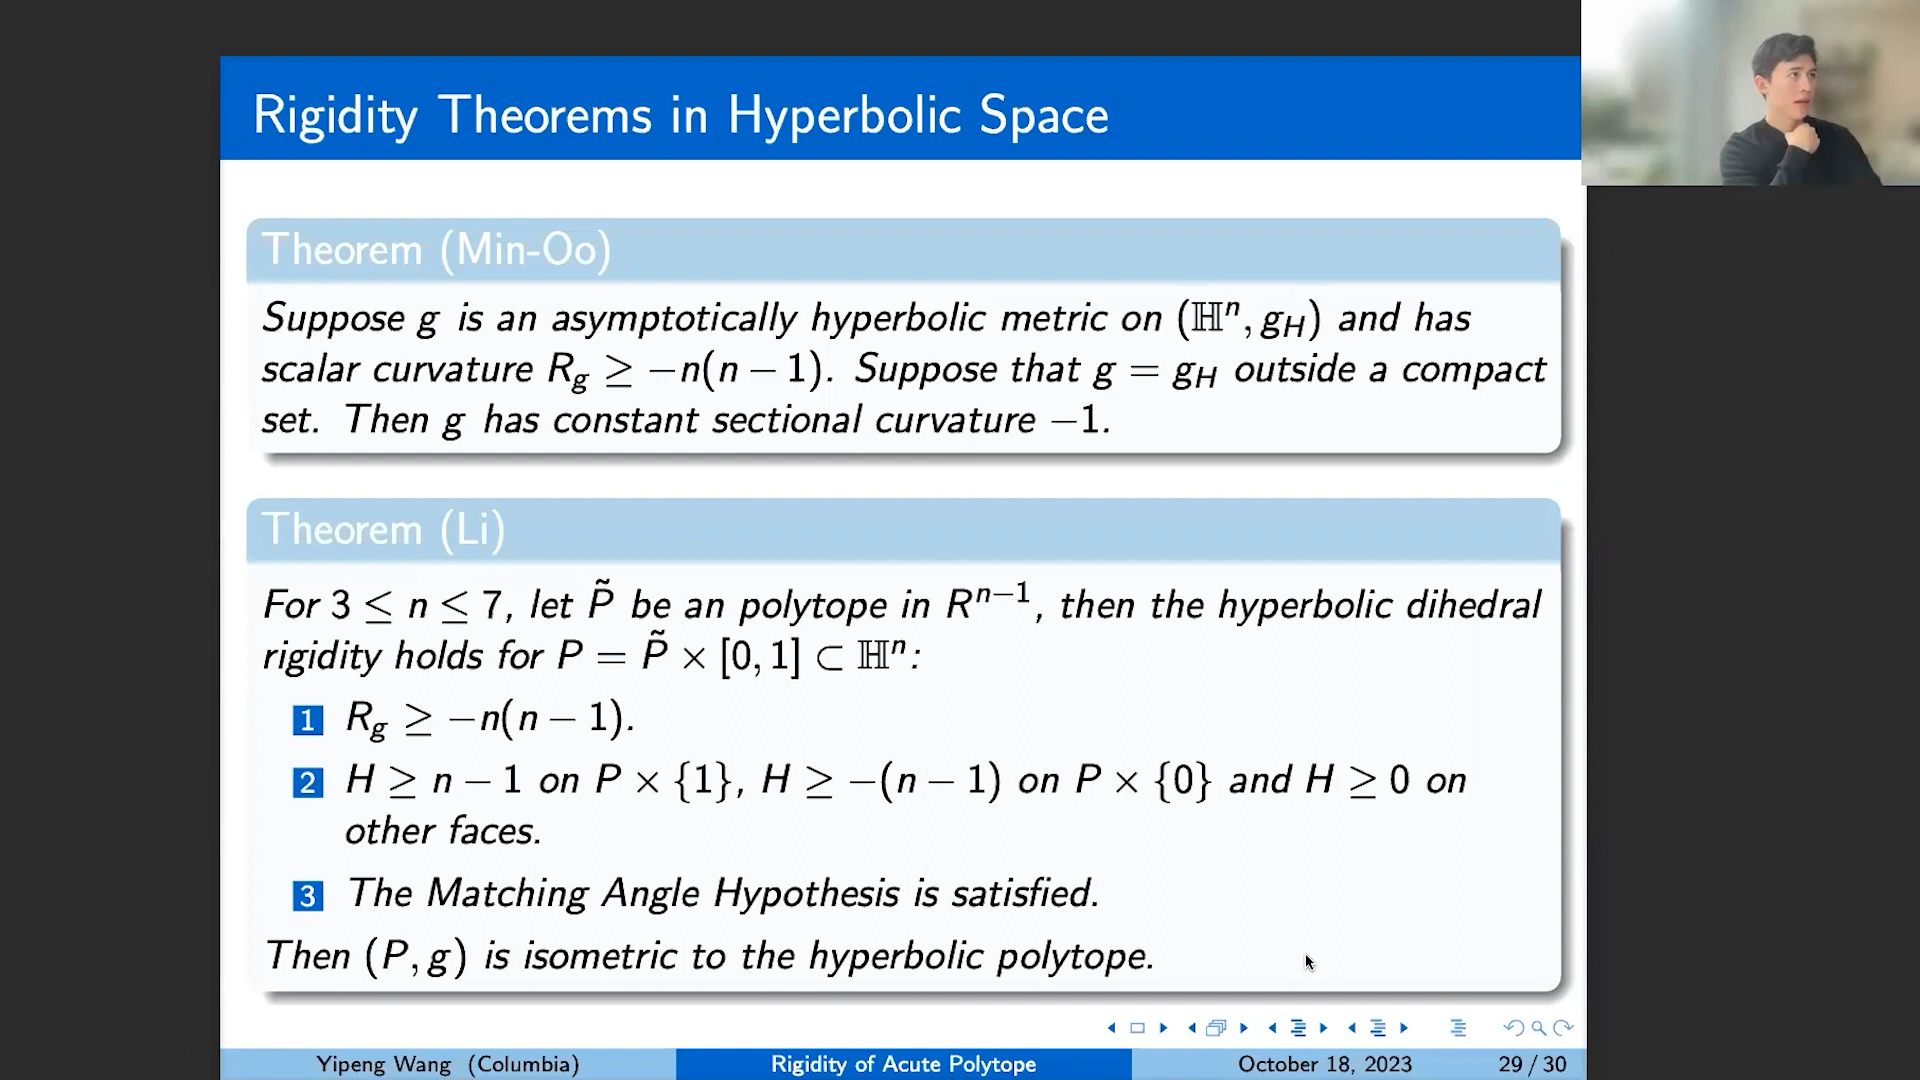 Rigidity Theorems in Hyperbolic Space
Theorem (Min-Oo)
Suppose g is an asymptotically hyperbolic metric on (ℍⁿ, g_H) and has
scalar curvature R_g ≥ −n(n − 1). Suppose that g = g_H outside a compact
set. Then g has constant sectional curvature −1.
Theorem (Li)
For 3 ≤ n ≤ 7, let P̃ be an polytope in Rⁿ⁻¹, then the hyperbolic dihedral
rigidity holds for P = P̃ × [0, 1] ⊂ ℍⁿ:
1 R_g ≥ −n(n − 1).
2 H ≥ n − 1 on P × {1}, H ≥ −(n − 1) on P × {0} and H ≥ 0 on
other faces.
3 The Matching Angle Hypothesis is satisfied.
Then (P, g) is isometric to the hyperbolic polytope.
Yipeng Wang (Columbia) Rigidity of Acute Polytope October 18, 2023 29 / 30